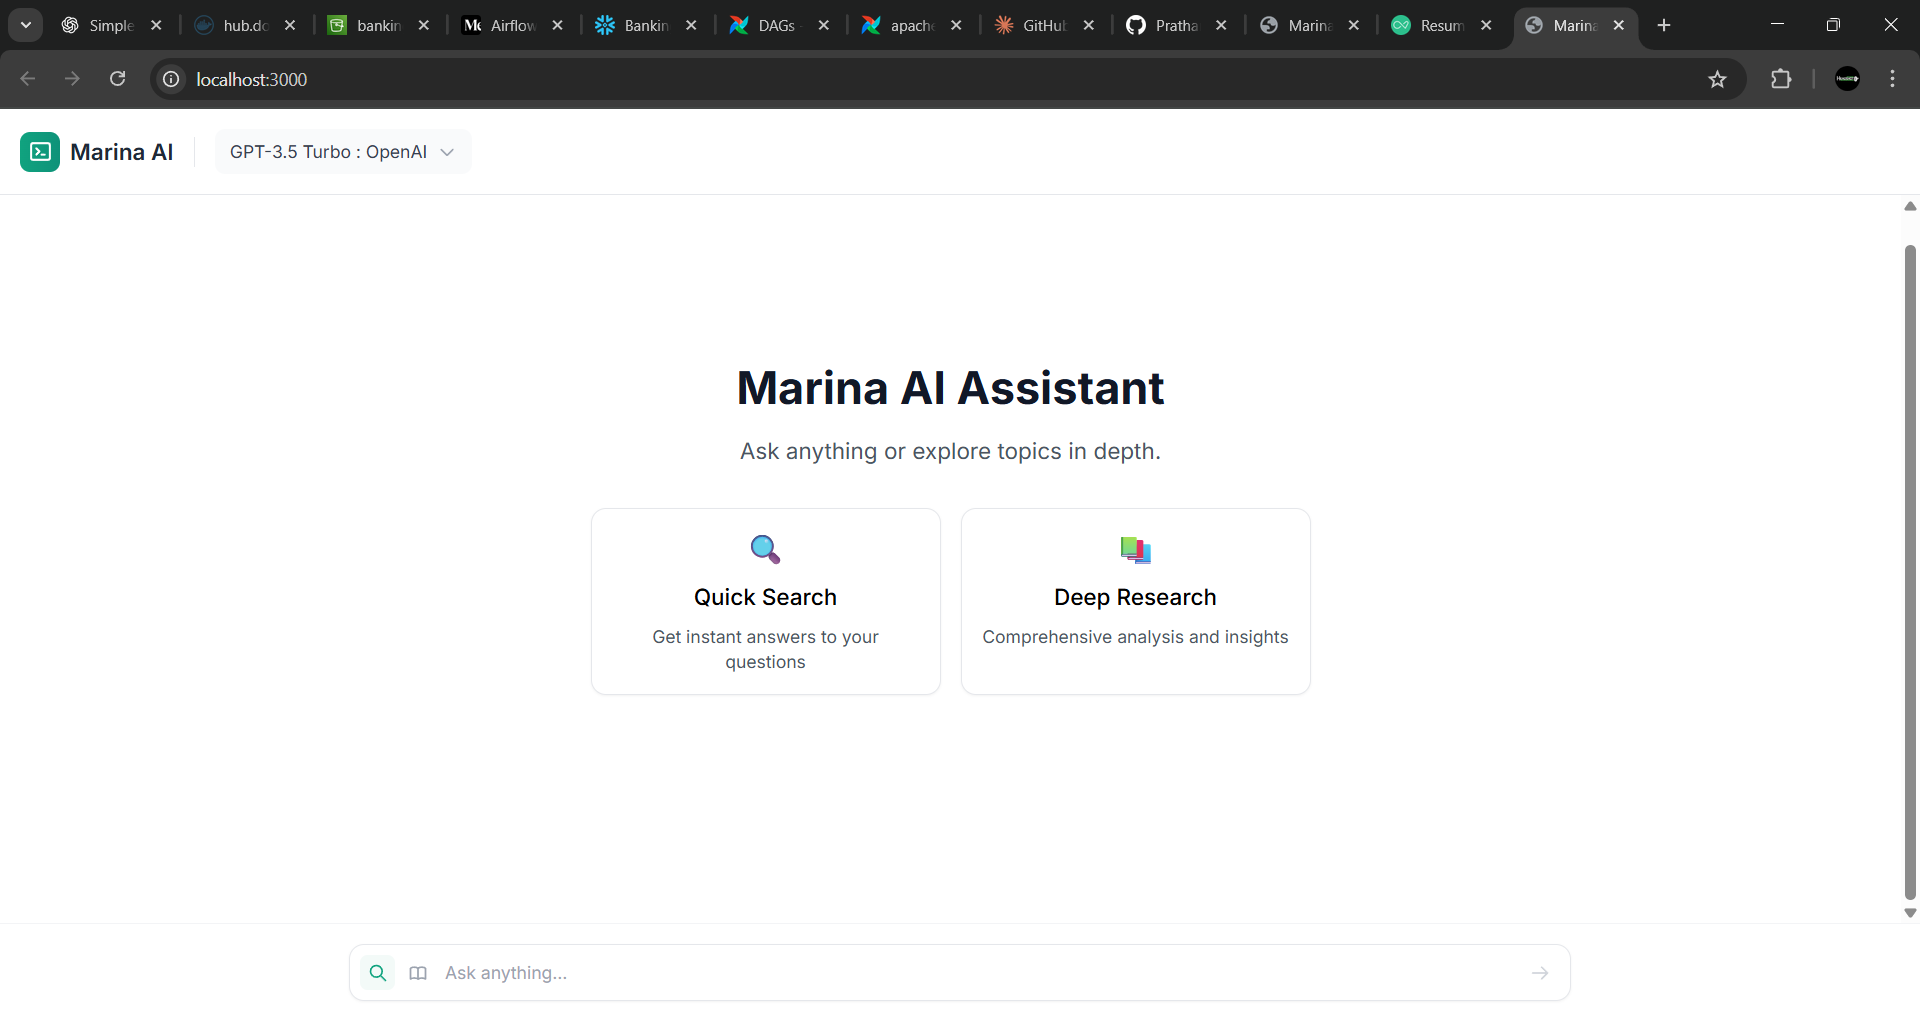 Simple
hub.do
bankin
Airflow
Bankin
DAGs -
apache
GitHub
Pratha
Marina
Resum
Marina
localhost:3000
Marina AI
GPT-3.5 Turbo : OpenAI
Marina AI Assistant
Ask anything or explore topics in depth.
Quick Search
Get instant answers to your
questions
Deep Research
Comprehensive analysis and insights
Ask anything...